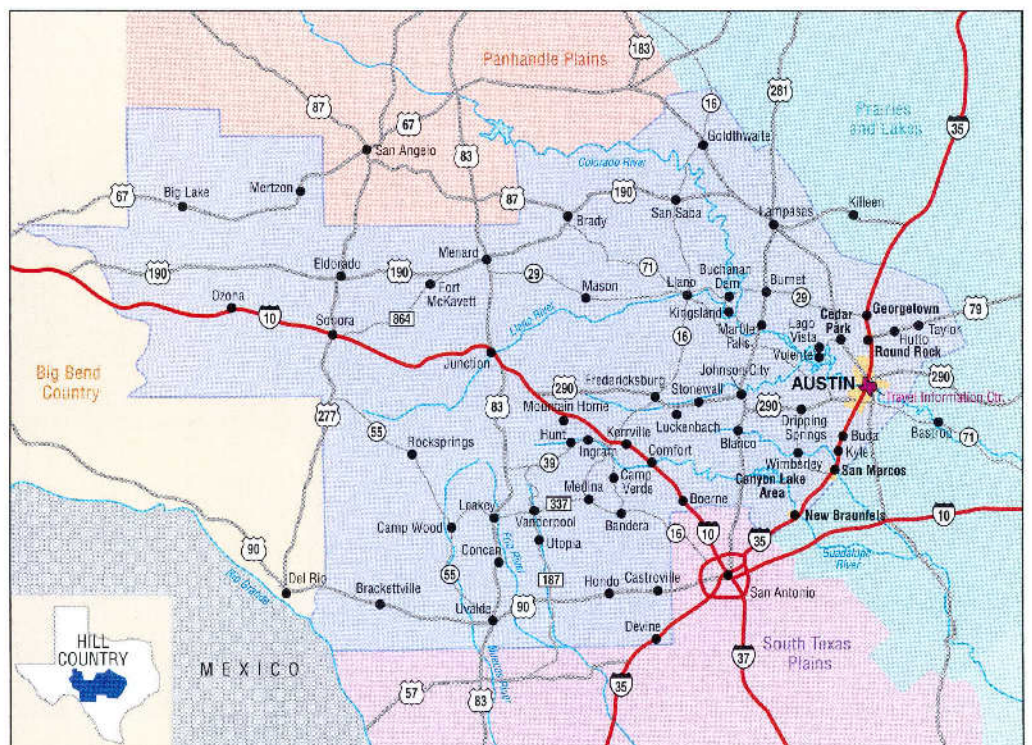 183
Panhandle Plains
87
281
16
67
35
Prairies
and Lakes
Goldthwaite
San Angelo
83
Colorado River
67
Big Lake
Mertzon
87
190
San Saba
Killeen
Brady
Lampasas
Menard
190
Eldorado
190
Fort
McKavett
29
71
Mason
Llano
Buchanan
Dam
Burnet
29
Ozona
10
Sonora
864
Llano River
Kingsland
Marble
Falls
Cedar
Park
Georgetown
79
Taylor
Hutto
Lago
Vista
Volente
Round Rock
16
Junction
Johnson City
Big Bend
Country
290
Fredericksburg
Stonewall
AUSTIN
290
Travel Information Ctr.
277
83
Mountain Home
Luckenbach
290
Dripping
Springs
Bastrop
71
55
Rocksprings
Hunt
Ingram
Kerrville
Comfort
Blanco
Buda
Kyle
Wimberley
San Marcos
39
Camp
Verde
Canyon Lake
Area
Medina
Boerne
Leakey
337
Vanderpool
Bandera
New Braunfels
10
Camp Wood
Utopia
16
10
35
Guadalupe
River
Concan
Frio River
90
55
187
Del Rio
Rio Grande
Brackettville
Hondo
Castroville
San Antonio
Uvalde
90
Devine
HILL
COUNTRY
MEXICO
Nueces River
South Texas
Plains
57
83
35
37